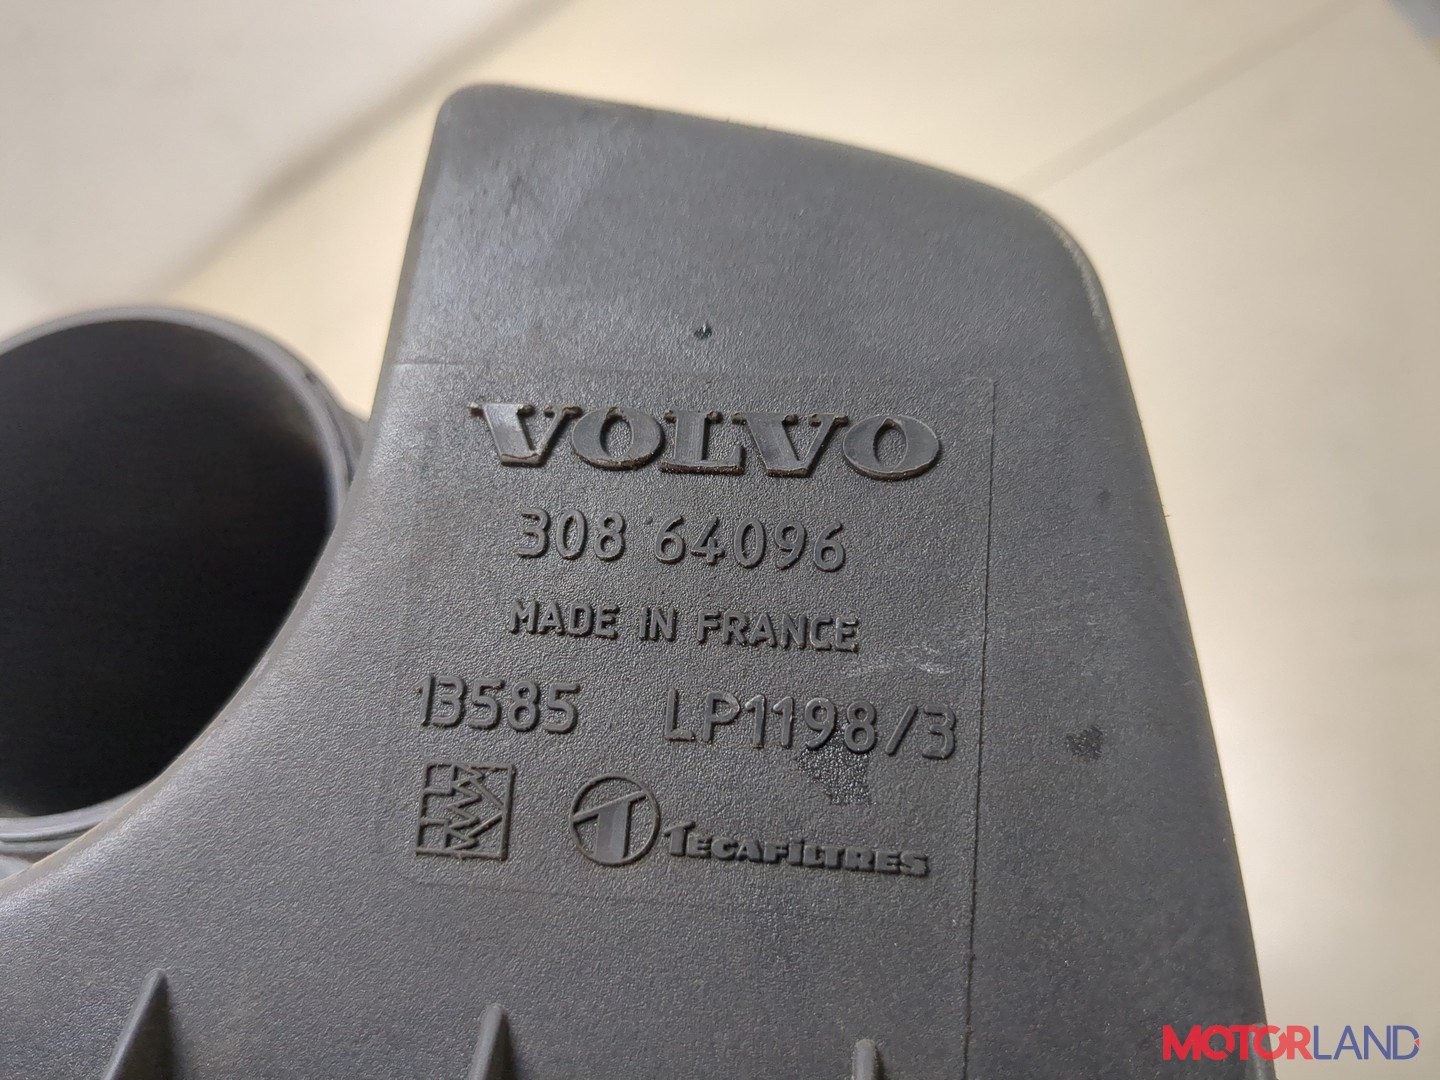 VOLVO
308 64096
MADE IN FRANCE
13585 LP1198/3
TECAFILTRES
MOTORLAND